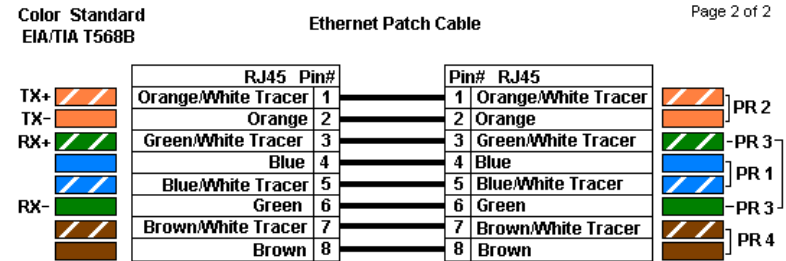 Color Standard
EIA/TIA T568B
Ethernet Patch Cable
Page 2 of 2
RJ45 Pin# Pin# RJ45
TX+ Orange/White Tracer 1 1 Orange/White Tracer
TX- Orange 2 2 Orange
PR 2
RX+ Green/White Tracer 3 3 Green/White Tracer PR 3
Blue 4 4 Blue
Blue/White Tracer 5 5 Blue/White Tracer
PR 1
RX- Green 6 6 Green PR 3
Brown/White Tracer 7 7 Brown/White Tracer
Brown 8 8 Brown
PR 4